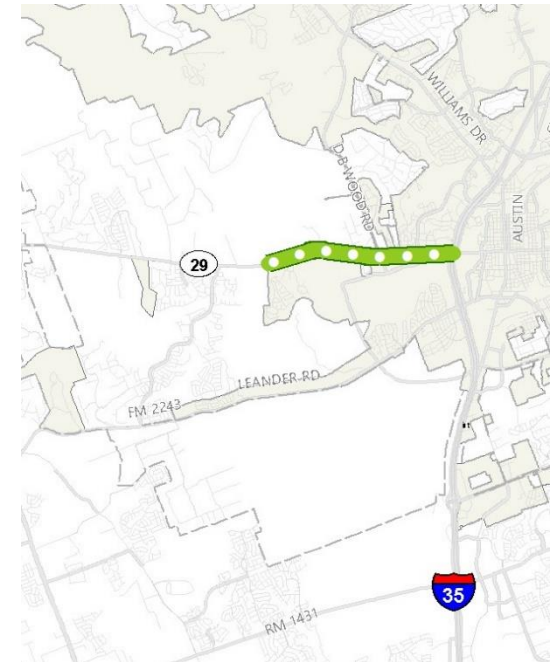 WILLIAMS DR
D B WOOD RD
AUSTIN
29
LEANDER RD
FM 2243
35
RM 1431